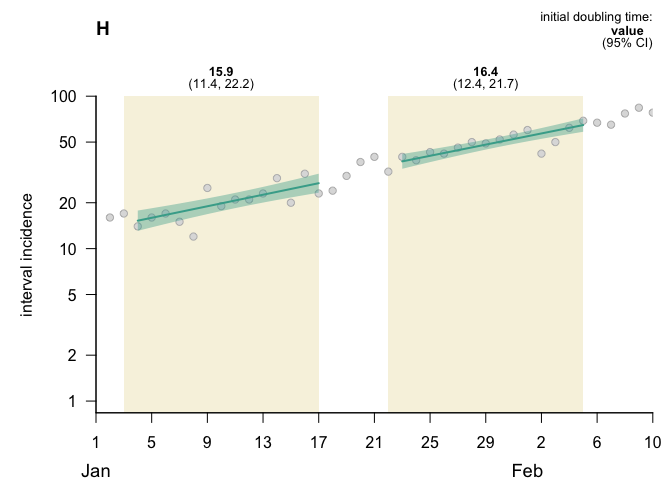 H
initial doubling time:
value
(95% CI)
15.9
(11.4, 22.2)
16.4
(12.4, 21.7)
interval incidence
100
50
20
10
5
2
1
1 5 9 13 17 21 25 29 2 6 10
Jan Feb